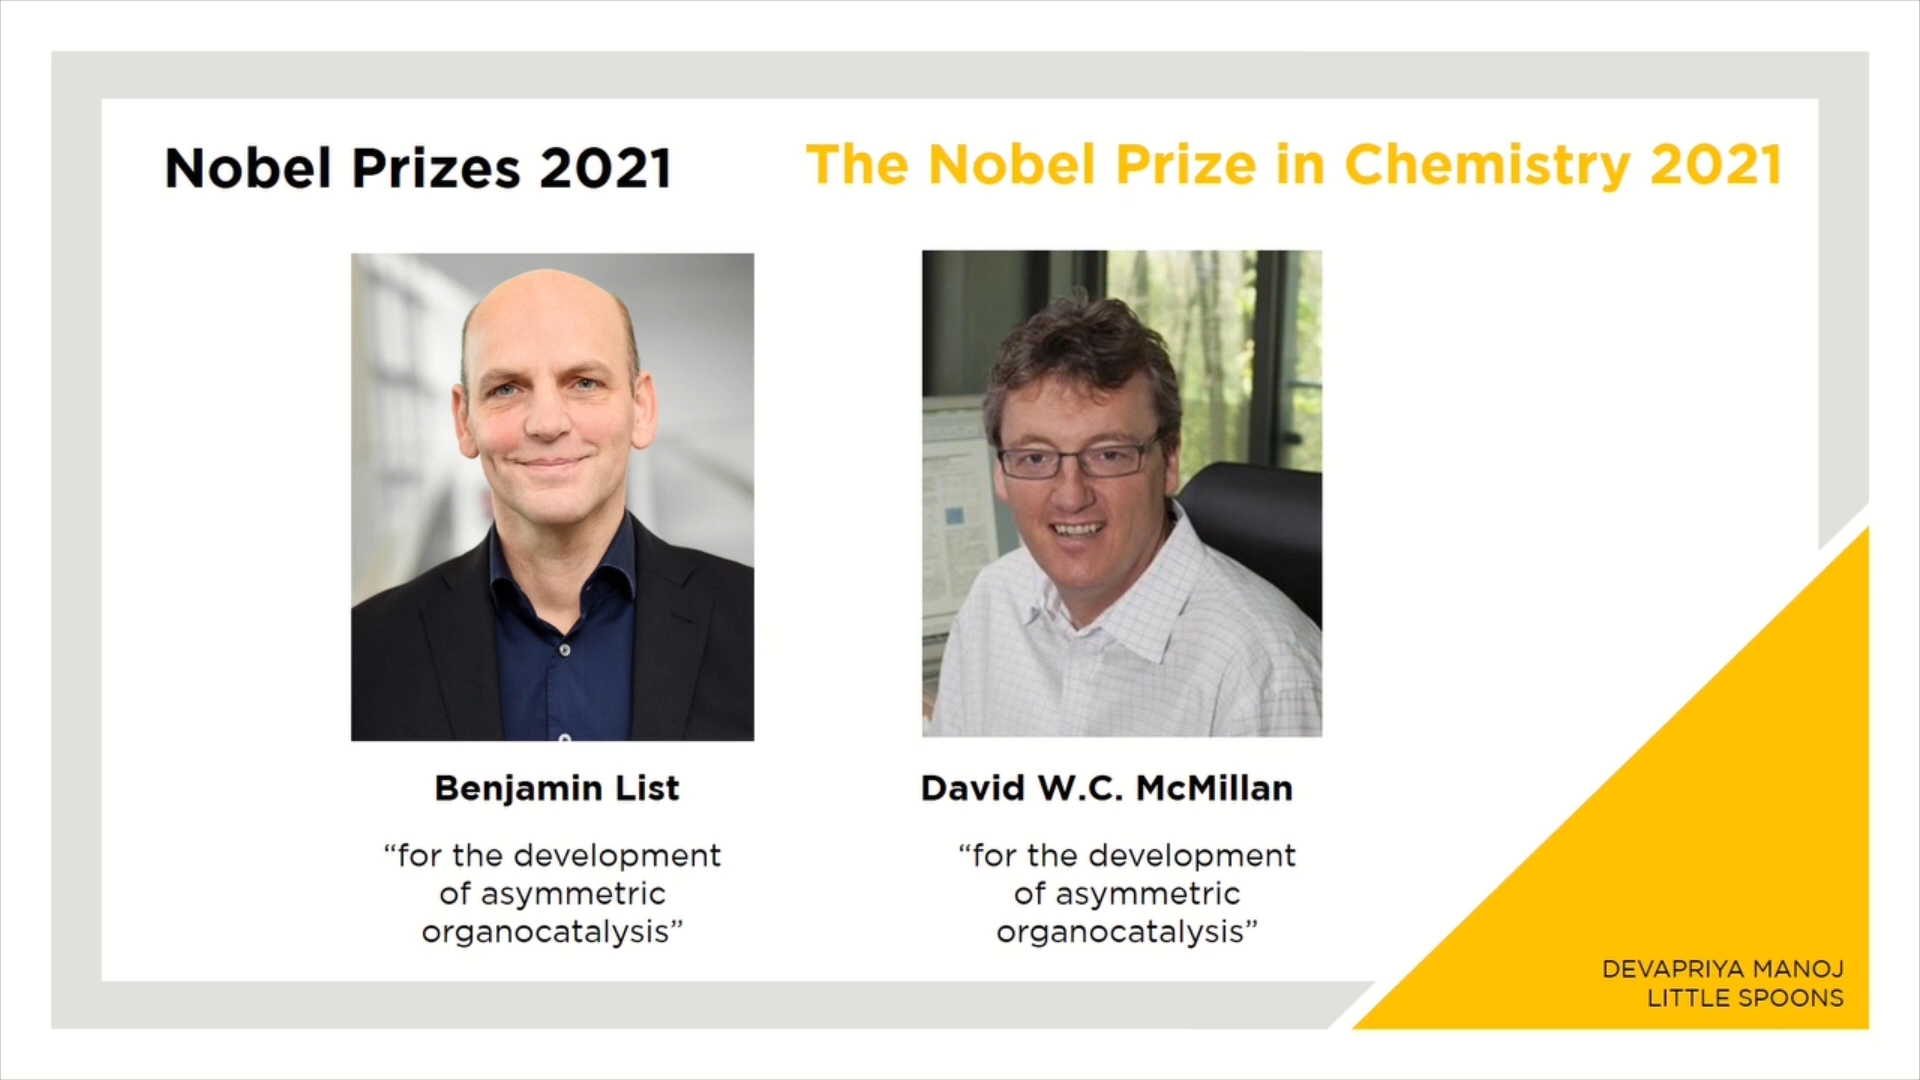 Nobel Prizes 2021
The Nobel Prize in Chemistry 2021
Benjamin List
“for the development
of asymmetric
organocatalysis”
David W.C. McMillan
“for the development
of asymmetric
organocatalysis”
DEVAPRIYA MANOJ
LITTLE SPOONS